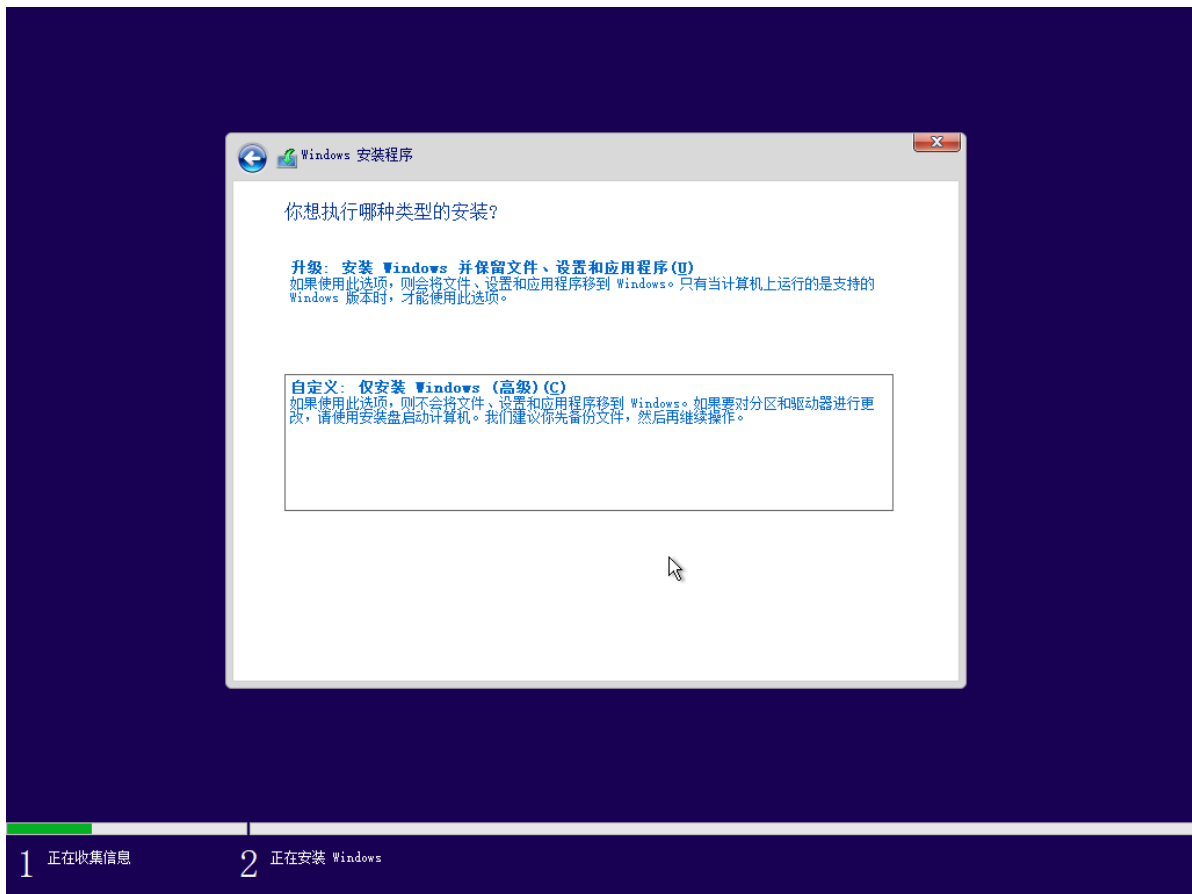 Windows 安装程序
你想执行哪种类型的安装?
升级: 安装 Windows 并保留文件、设置和应用程序(U)
如果使用此选项，则会将文件、设置和应用程序移到 Windows。只有当计算机上运行的是支持的
Windows 版本时，才能使用此选项。
自定义: 仅安装 Windows (高级)(C)
如果使用此选项，则不会将文件、设置和应用程序移到 Windows。如果要对分区和驱动器进行更
改，请使用安装盘启动计算机。我们建议你先备份文件，然后再继续操作。
1 正在收集信息
2 正在安装 Windows